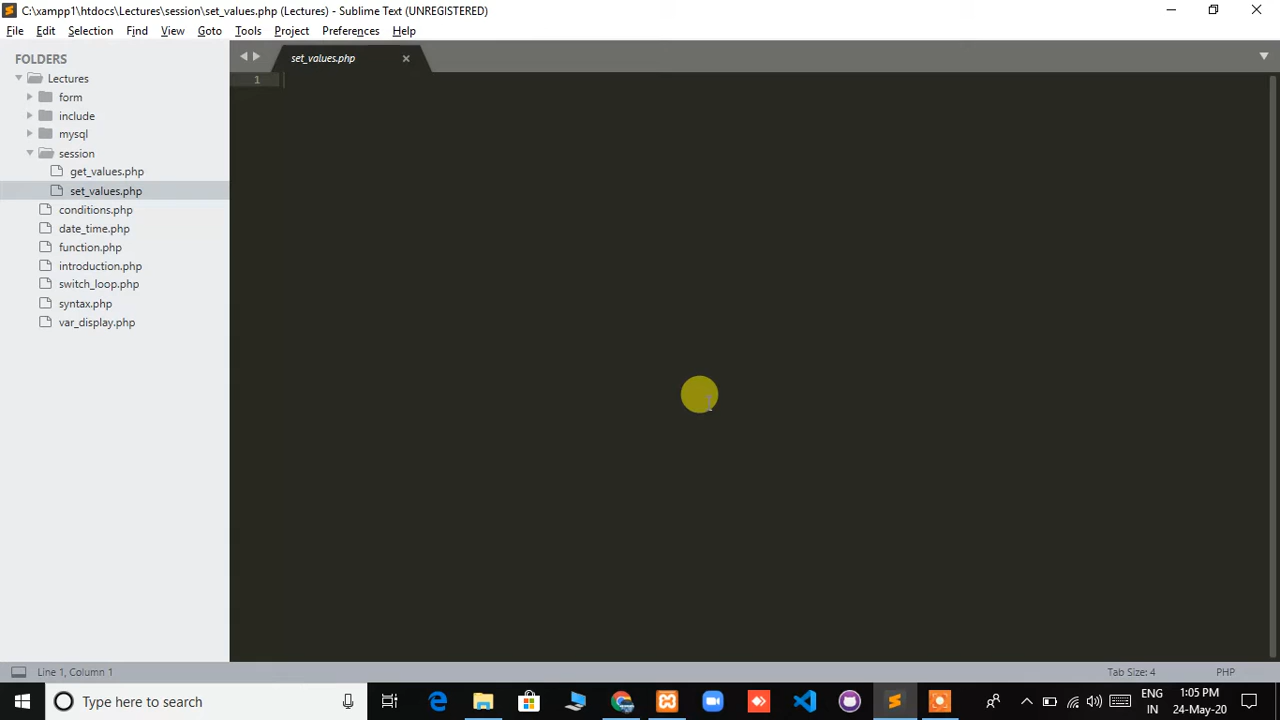 C:\xampp1\htdocs\Lectures\session\set_values.php (Lectures) - Sublime Text (UNREGISTERED)
File Edit Selection Find View Goto Tools Project Preferences Help
FOLDERS
Lectures
form
include
mysql
session
get_values.php
set_values.php
conditions.php
date_time.php
function.php
introduction.php
switch_loop.php
syntax.php
var_display.php
set_values.php
1
Line 1, Column 1
Tab Size: 4
PHP
Type here to search
ENG
IN
1:05 PM
24-May-20